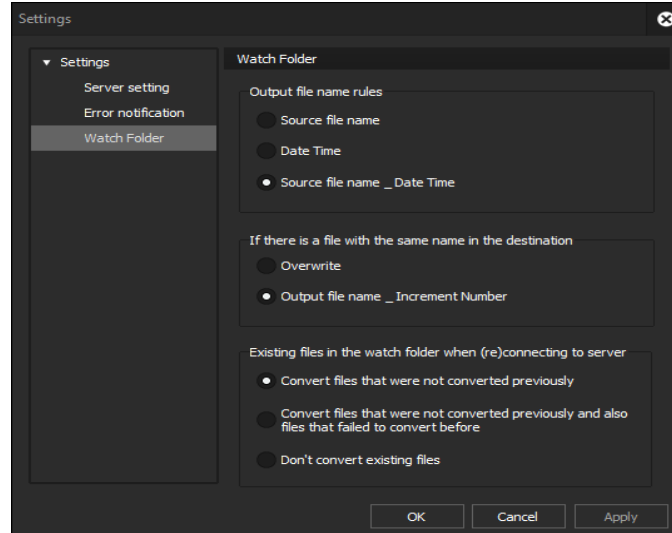 Settings
Settings
Server setting
Error notification
Watch Folder
Watch Folder
Output file name rules
Source file name
Date Time
Source file name _ Date Time
If there is a file with the same name in the destination
Overwrite
Output file name _ Increment Number
Existing files in the watch folder when (re)connecting to server
Convert files that were not converted previously
Convert files that were not converted previously and also
files that failed to convert before
Don't convert existing files
OK
Cancel
Apply